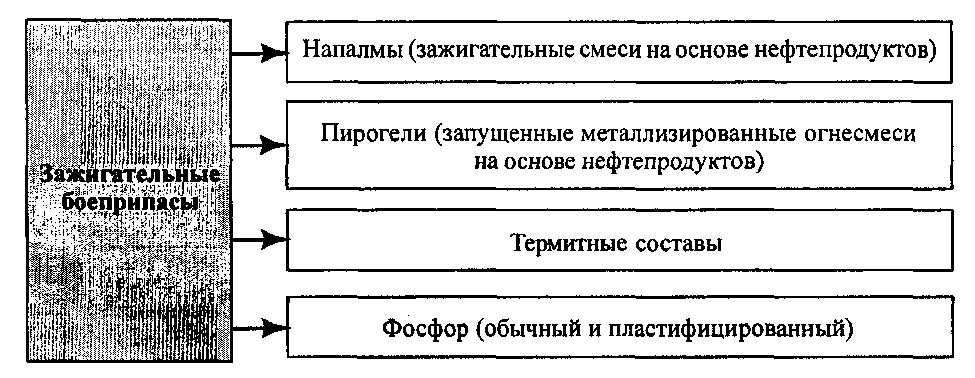 Напалмы (зажигательные смеси на основе нефтепродуктов)
Пирогели (запущенные металлизированные огнесмеси
на основе нефтепродуктов)
Зажигательные
боеприпасы
Термитные составы
Фосфор (обычный и пластифицированный)